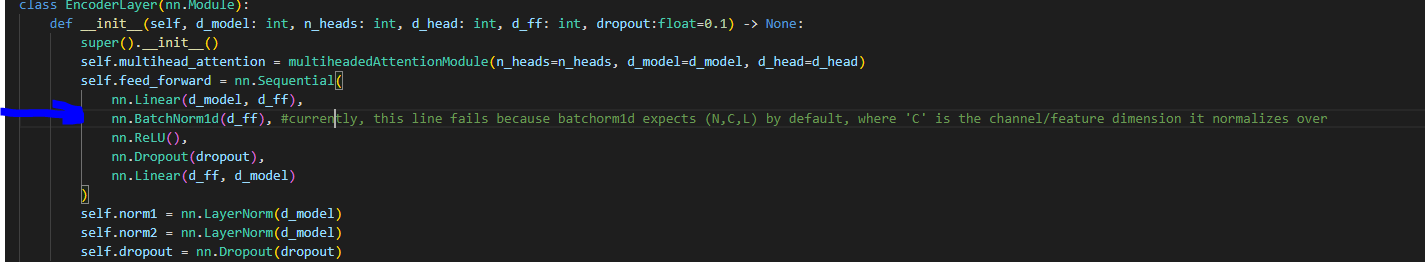 class EncoderLayer(nn.Module):
    def __init__(self, d_model: int, n_heads: int, d_head: int, d_ff: int, dropout:float=0.1) -> None:
        super().__init__()
        self.multihead_attention = multiheadedAttentionModule(n_heads=n_heads, d_model=d_model, d_head=d_head)
        self.feed_forward = nn.Sequential(
            nn.Linear(d_model, d_ff),
            nn.BatchNorm1d(d_ff), #currently, this line fails because batchorm1d expects (N,C,L) by default, where 'C' is the channel/feature dimension it normalizes over
            nn.ReLU(),
            nn.Dropout(dropout),
            nn.Linear(d_ff, d_model)
        )
        self.norm1 = nn.LayerNorm(d_model)
        self.norm2 = nn.LayerNorm(d_model)
        self.dropout = nn.Dropout(dropout)